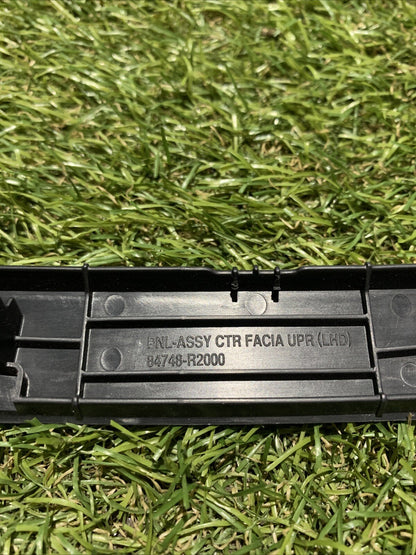 PNL-ASSY CTR FACIA UPR (LHD)
84748-R2000